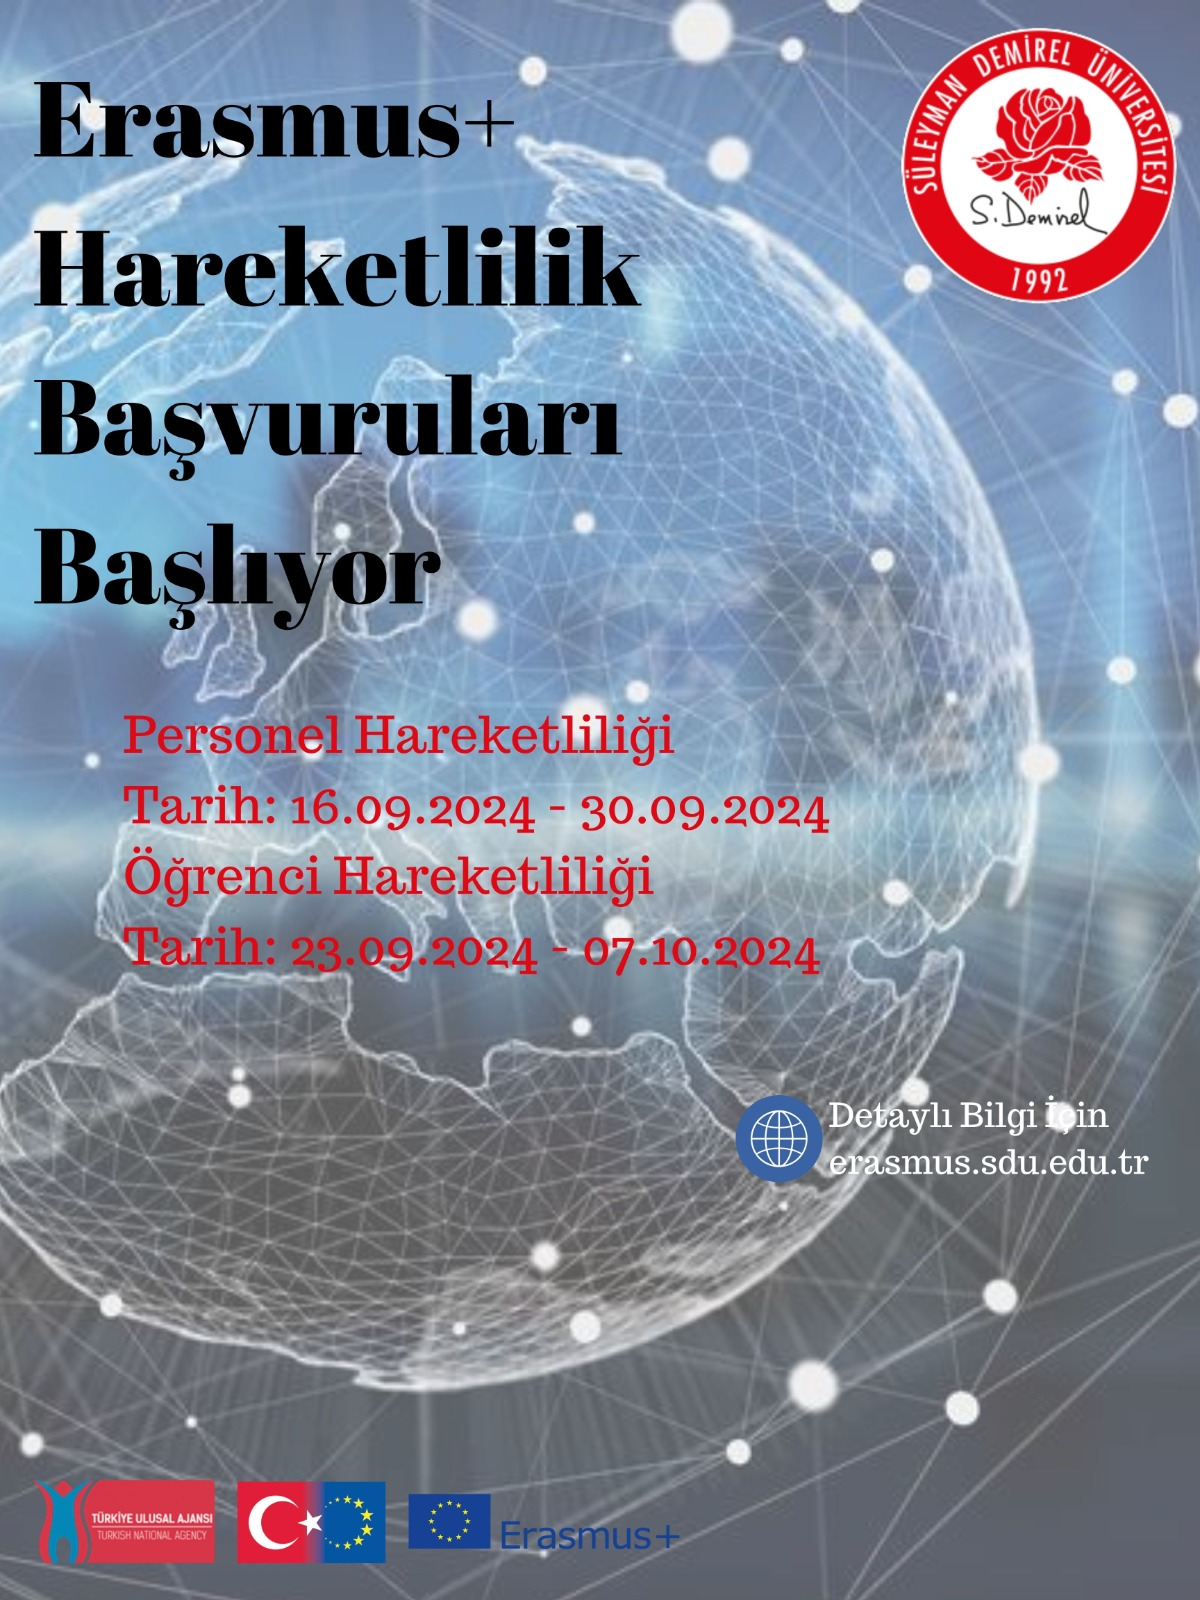 Erasmus+
Hareketlilik
Başvuruları
Başlıyor
SÜLEYMAN DEMİREL ÜNİVERSİTESİ
S. Demirel
1992
Personel Hareketliliği
Tarih: 16.09.2024 - 30.09.2024
Öğrenci Hareketliliği
Tarih: 23.09.2024 - 07.10.2024
Detaylı Bilgi İçin
erasmus.sdu.edu.tr
TÜRKİYE ULUSAL AJANSI
TURKISH NATIONAL AGENCY
Erasmus+